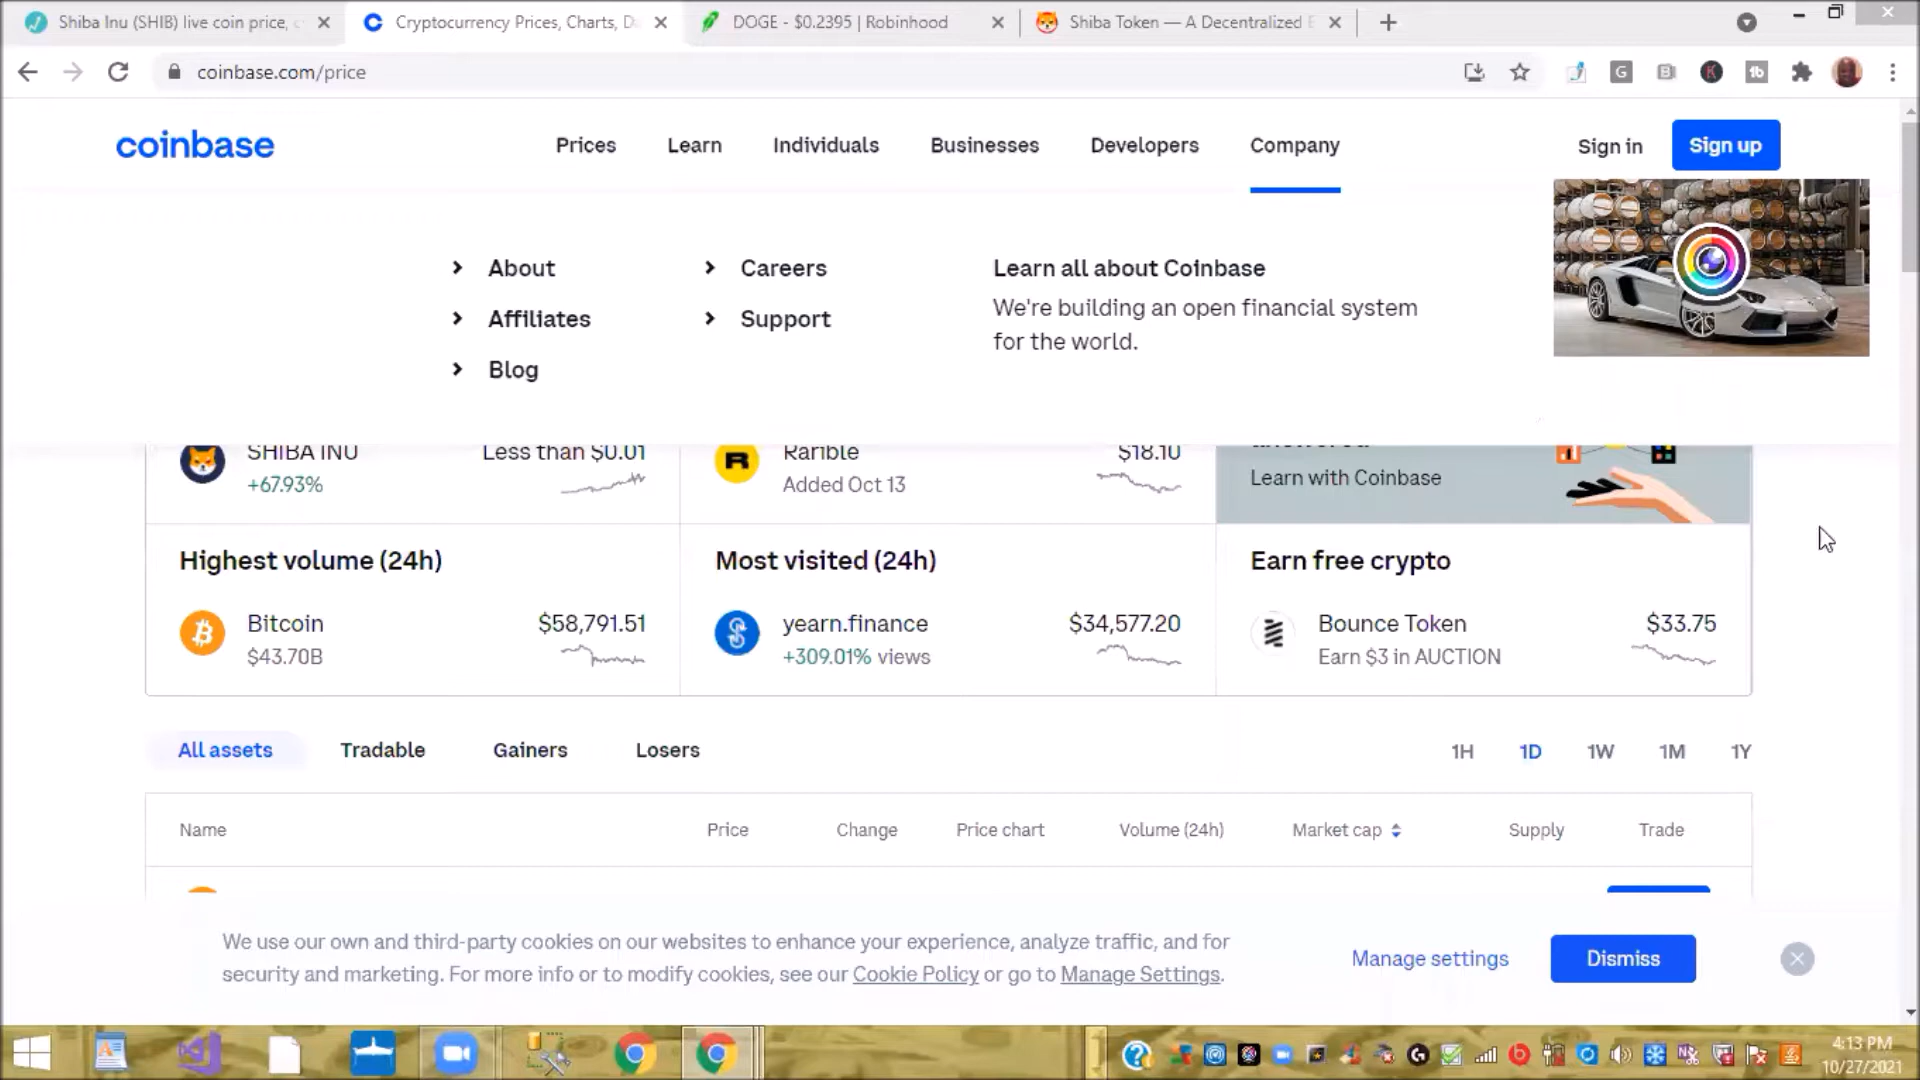 Shiba Inu (SHIB) live coin price, c
Cryptocurrency Prices, Charts, Da
DOGE - $0.2395 | Robinhood
Shiba Token — A Decentralized E
coinbase.com/price
coinbase
Prices
Learn
Individuals
Businesses
Developers
Company
Sign in
Sign up
About
Careers
Learn all about Coinbase
Affiliates
Support
We're building an open financial system
for the world.
Blog
SHIBA INU
Less than $0.01
+67.93%
Rarible
$18.10
Added Oct 13
Learn with Coinbase
Highest volume (24h)
Most visited (24h)
Earn free crypto
Bitcoin
$58,791.51
$43.70B
yearn.finance
$34,577.20
+309.01% views
Bounce Token
$33.75
Earn $3 in AUCTION
All assets
Tradable
Gainers
Losers
1H
1D
1W
1M
1Y
Name
Price
Change
Price chart
Volume (24h)
Market cap
Supply
Trade
We use our own and third-party cookies on our websites to enhance your experience, analyze traffic, and for
security and marketing. For more info or to modify cookies, see our Cookie Policy or go to Manage Settings.
Manage settings
Dismiss
4:13 PM
10/27/2021